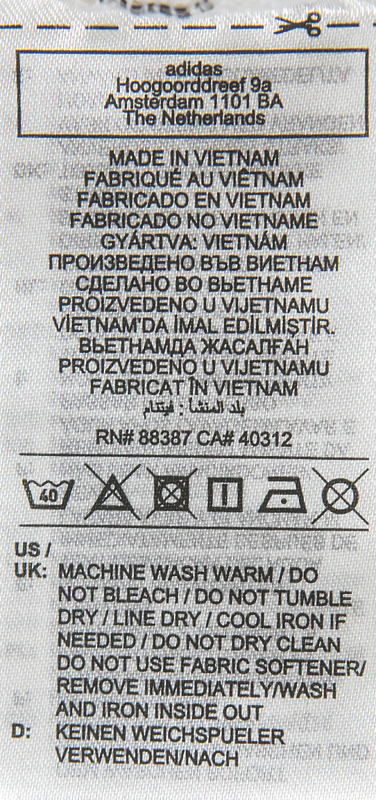 adidas
Hoogoorddreef 9a
Amsterdam 1101 BA
The Netherlands
MADE IN VIETNAM
FABRIQUÉ AU VIÊTNAM
FABRICADO EN VIETNAM
FABRICADO NO VIETNAME
GYÁRTVA: VIETNÁM
ПРОИЗВЕДЕНО ВЪВ ВИЕТНАМ
СДЕЛАНО ВО ВЬЕТНАМЕ
PROIZVEDENO U VIJETNAMU
VİETNAM'DA İMAL EDİLMİŞTİR.
ВЬЕТНАМДА ЖАСАЛҒАН
PROIZVEDENO U VIJETNAMU
FABRICAT ÎN VIETNAM
بلد المنشأ : فيتنام
RN# 88387 CA# 40312
40
US /
UK: MACHINE WASH WARM / DO
NOT BLEACH / DO NOT TUMBLE
DRY / LINE DRY / COOL IRON IF
NEEDED / DO NOT DRY CLEAN
DO NOT USE FABRIC SOFTENER/
REMOVE IMMEDIATELY/WASH
AND IRON INSIDE OUT
D: KEINEN WEICHSPUELER
VERWENDEN/NACH